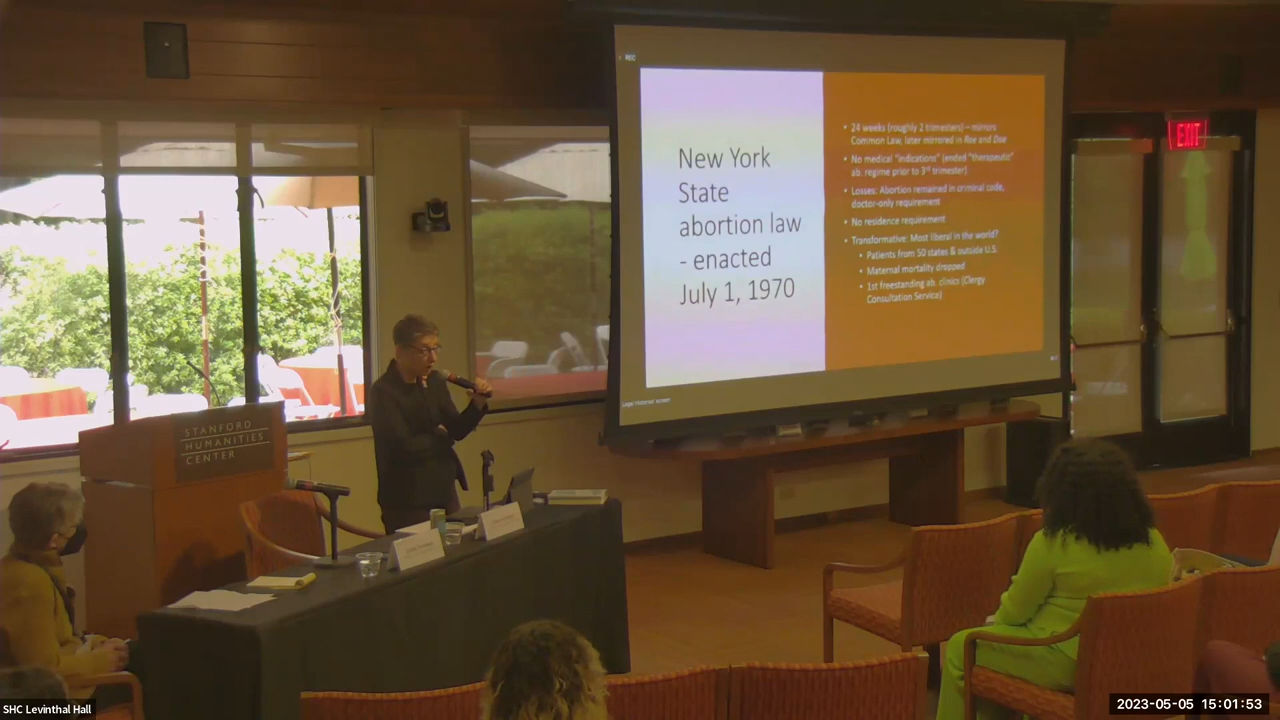 REC
New York
State
abortion law
- enacted
July 1, 1970
• 24 weeks (roughly 2 trimesters) – mirrors
Common Law, later mirrored in Roe and Doe
• No medical "indications" (ended "therapeutic"
ab. regime prior to 3rd trimester)
• Losses: Abortion remained in criminal code,
doctor-only requirement
• No residence requirement
• Transformative: Most liberal in the world?
• Patients from 50 states & outside U.S.
• Maternal mortality dropped
• 1st freestanding ab. clinics (Clergy
Consultation Service)
EXIT
STANFORD
HUMANITIES
CENTER
SHC Levinthal Hall
2023-05-05 15:01:53